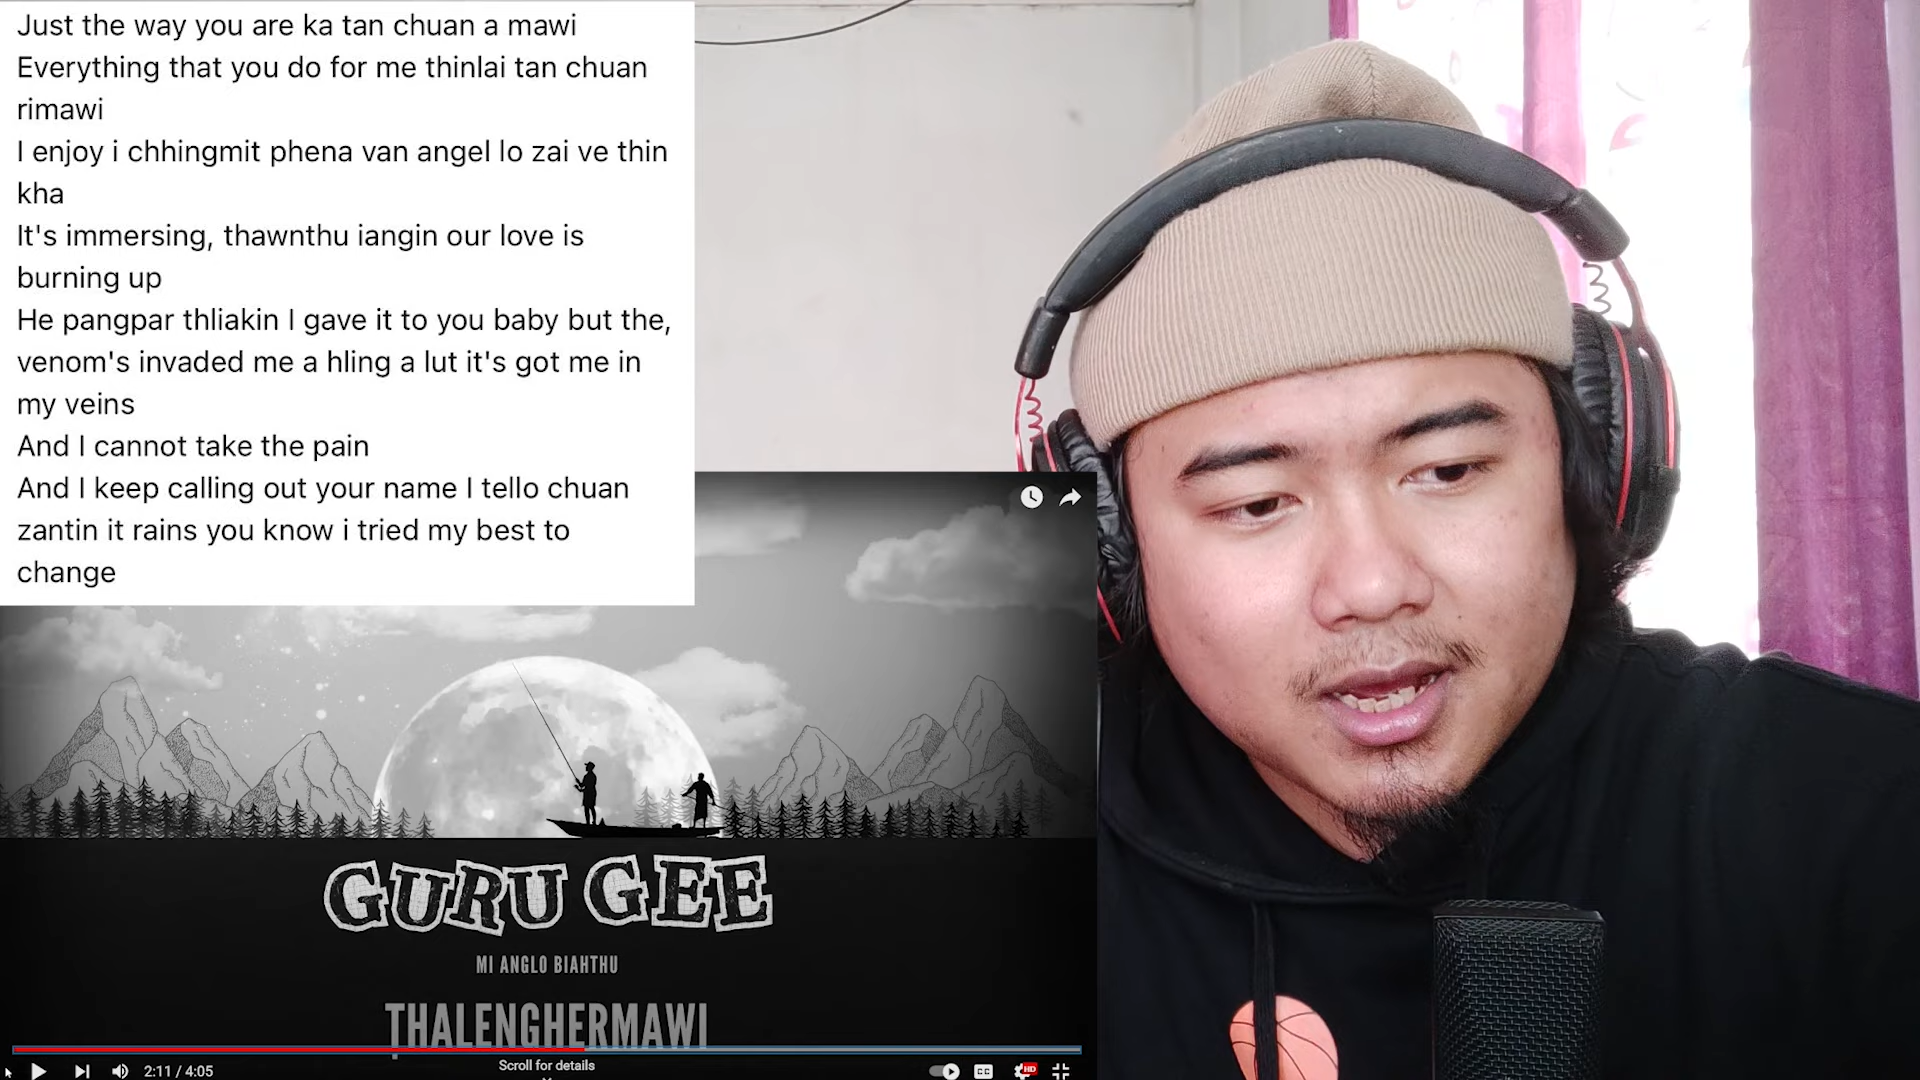 Just the way you are ka tan chuan a mawi
Everything that you do for me thinlai tan chuan
rimawi
I enjoy i chhingmit phena van angel lo zai ve thin
kha
It's immersing, thawnthu iangin our love is
burning up
He pangpar thliakin I gave it to you baby but the,
venom's invaded me a hling a lut it's got me in
my veins
And I cannot take the pain
And I keep calling out your name I tello chuan
zantin it rains you know i tried my best to
change
GURU GEE
MI ANGLO BIAHTHU
THALENGHERMAWI
2:11 / 4:05
Scroll for details
CC
HD